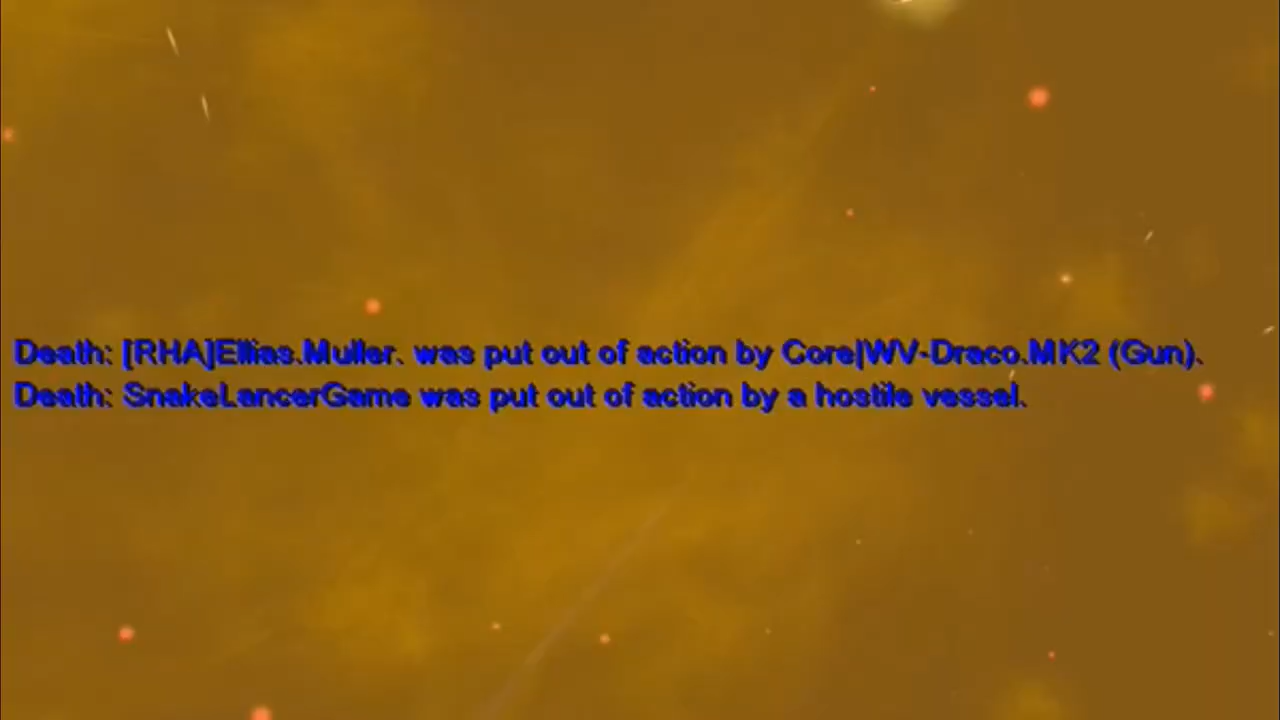 Death: [RHA]Ellias.Muller. was put out of action by Core|WV-Draco.MK2 (Gun).
Death: SnakeLancerGame was put out of action by a hostile vessel.